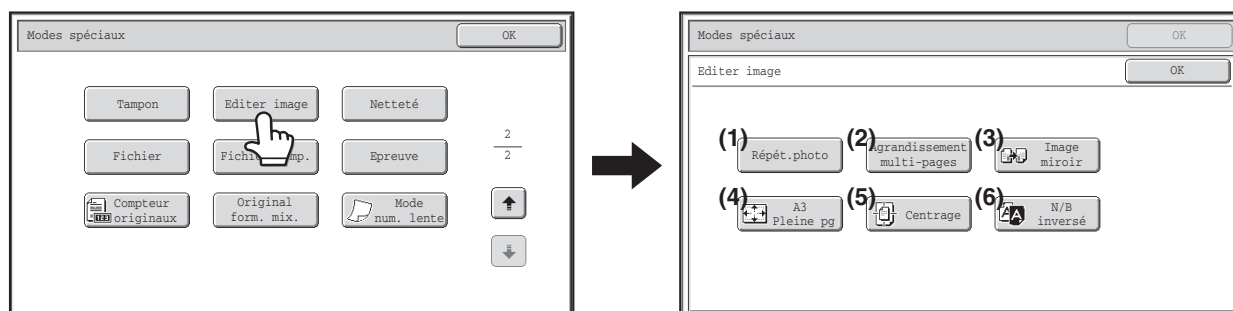 Modes spéciaux
OK
Tampon
Editer image
Netteté
Fichier
Epreuve
Compteur
originaux
Original
form. mix.
Mode
num. lente
2
2
Modes spéciaux
OK
Editer image
OK
(1)
Répét.photo
(2)
Agrandissement
multi-pages
(3)
Image
miroir
(4)
A3
Pleine pg
(5)
Centrage
(6)
N/B
inversé